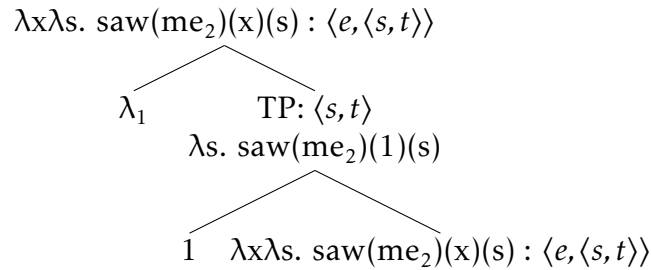 λxλs. saw(me₂)(x)(s) : ⟨e,⟨s,t⟩⟩
λ₁ TP: ⟨s,t⟩
λs. saw(me₂)(1)(s)
1 λxλs. saw(me₂)(x)(s) : ⟨e,⟨s,t⟩⟩